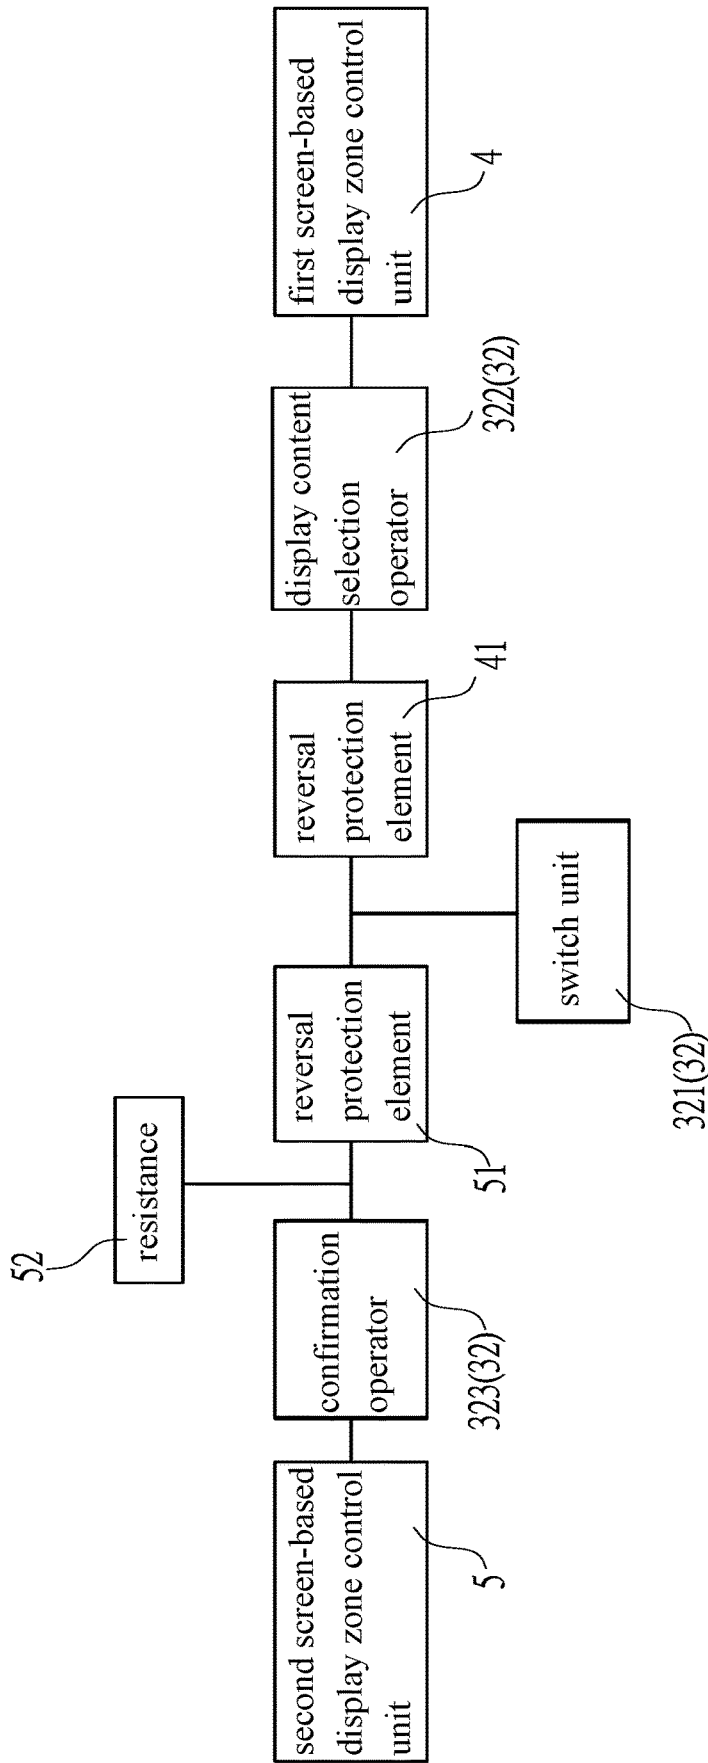 52
resistance
second screen-based
display zone control
unit
5
confirmation
operator
323(32)
reversal
protection
element
51
switch unit
321(32)
reversal
protection
element
41
display content
selection
operator
322(32)
first screen-based
display zone control
unit
4